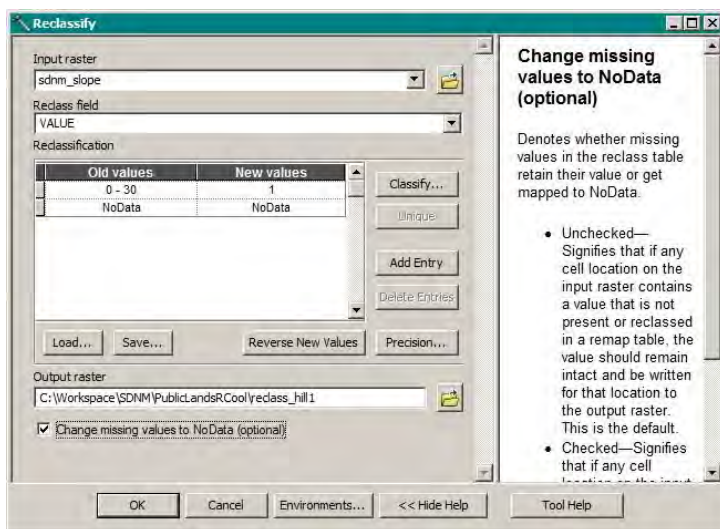 Reclassify
Input raster
sdnm_slope
Reclass field
VALUE
Reclassification
Old values New values
0 - 30 1
NoData NoData
Classify...
Unique
Add Entry
Delete Entries
Load... Save... Reverse New Values Precision...
Output raster
C:\Workspace\SDNM\PublicLandsRCool\reclass_hill1
Change missing values to NoData (optional)
OK Cancel Environments... << Hide Help Tool Help
Change missing
values to NoData
(optional)
Denotes whether missing
values in the reclass table
retain their value or get
mapped to NoData.
• Unchecked—
Signifies that if any
cell location on the
input raster contains
a value that is not
present or reclassed
in a remap table, the
value should remain
intact and be written
for that location to
the output raster.
This is the default.
• Checked—Signifies
that if any cell
location on the input